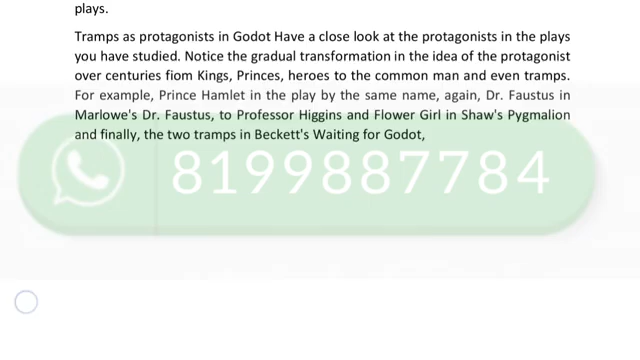 plays.
Tramps as protagonists in Godot Have a close look at the protagonists in the plays
you have studied. Notice the gradual transformation in the idea of the protagonist
over centuries fiom Kings, Princes, heroes to the common man and even tramps.
For example, Prince Hamlet in the play by the same name, again, Dr. Faustus in
Marlowe's Dr. Faustus, to Professor Higgins and Flower Girl in Shaw's Pygmalion
and finally, the two tramps in Beckett's Waiting for Godot,
8199887784